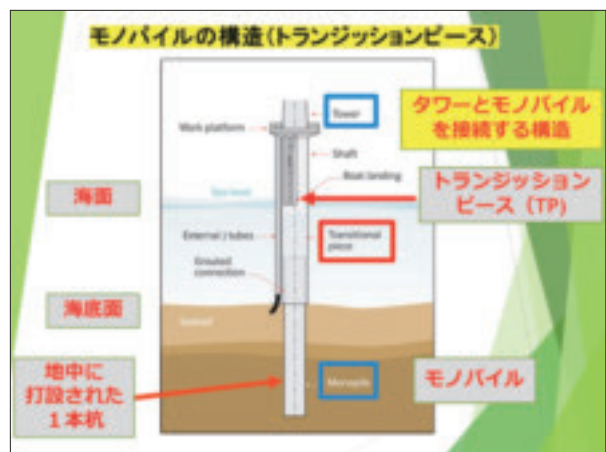 モノパイルの構造(トランジッションピース)
Tower
Work platform
タワーとモノパイル
を接続する構造
Shaft
Boat landing
トランジッション
ピース（TP)
海面
Sea level
External J tubes
Transitional
piece
Grouted
connection
海底面
Seabed
地中に
打設された
１本杭
Monopile
モノパイル